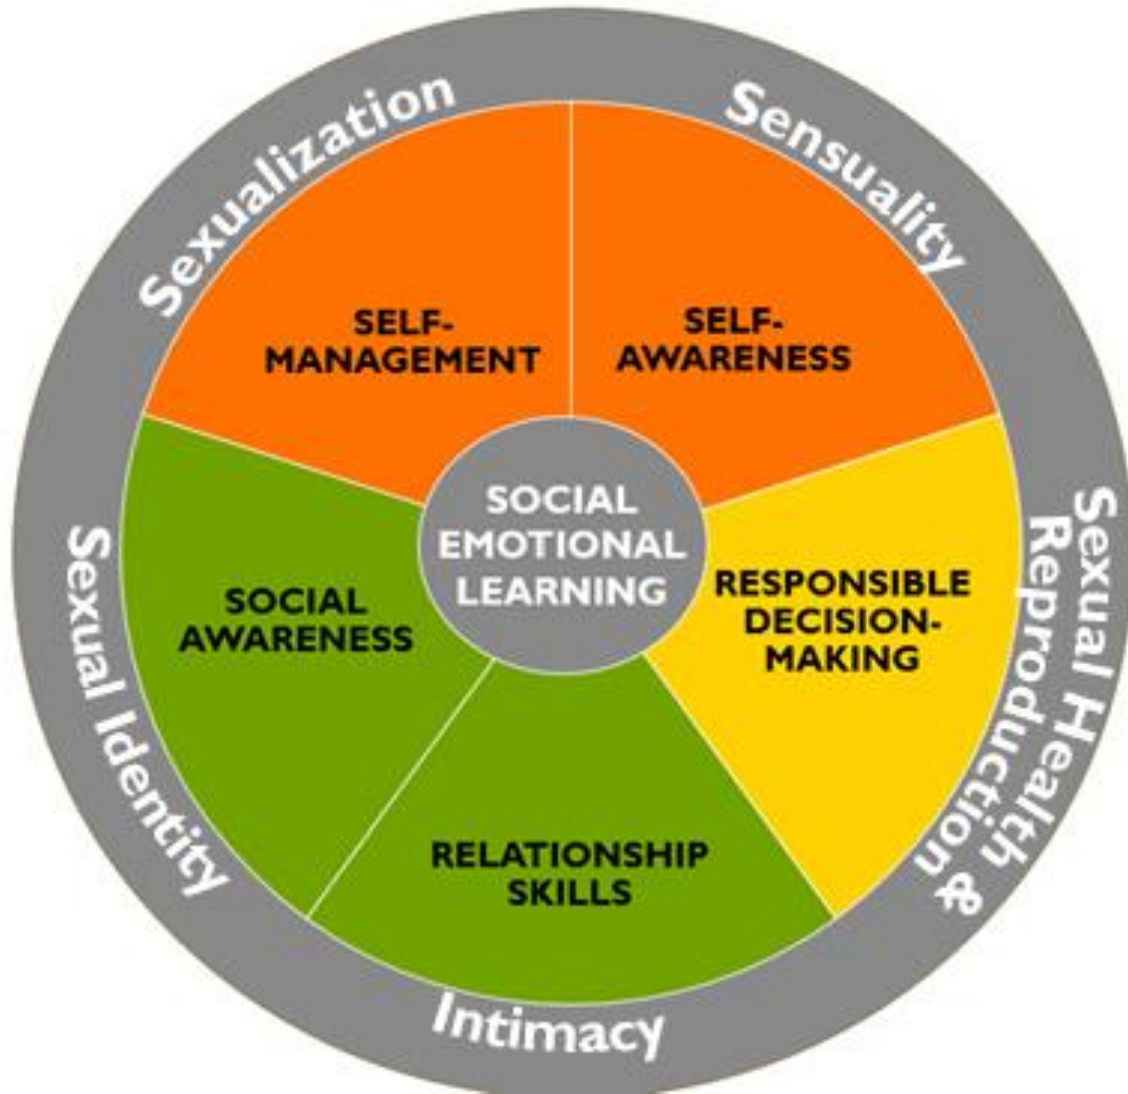 Sexualization
Sensuality
SELF-
MANAGEMENT
SELF-
AWARENESS
SOCIAL
EMOTIONAL
LEARNING
SOCIAL
AWARENESS
RESPONSIBLE
DECISION-
MAKING
RELATIONSHIP
SKILLS
Sexual Identity
Sexual Health &
Reproduction
Intimacy